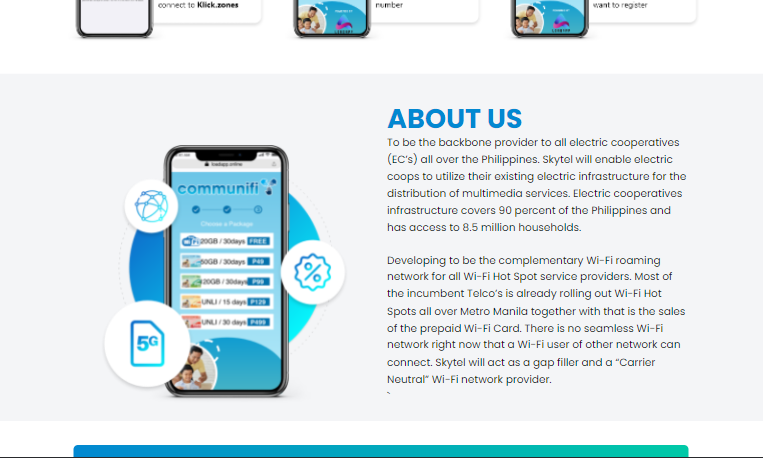 connect to Klick.zones
number
want to register
ABOUT US
To be the backbone provider to all electric cooperatives
(EC's) all over the Philippines. Skytel will enable electric
coops to utilize their existing electric infrastructure for the
distribution of multimedia services. Electric cooperatives
infrastructure covers 90 percent of the Philippines and
has access to 8.5 million households.
Developing to be the complementary Wi-Fi roaming
network for all Wi-Fi Hot Spot service providers. Most of
the incumbent Telco's is already rolling out Wi-Fi Hot
Spots all over Metro Manila together with that is the sales
of the prepaid Wi-Fi Card. There is no seamless Wi-Fi
network right now that a Wi-Fi user of other network can
connect. Skytel will act as a gap filler and a “Carrier
Neutral” Wi-Fi network provider.
`
loadapp.online
communifi
Choose a Package
20GB / 30days FREE
50GB / 30days P49
420GB / 30days P99
UNLI / 15 days P129
UNLI / 30 days P499
5G